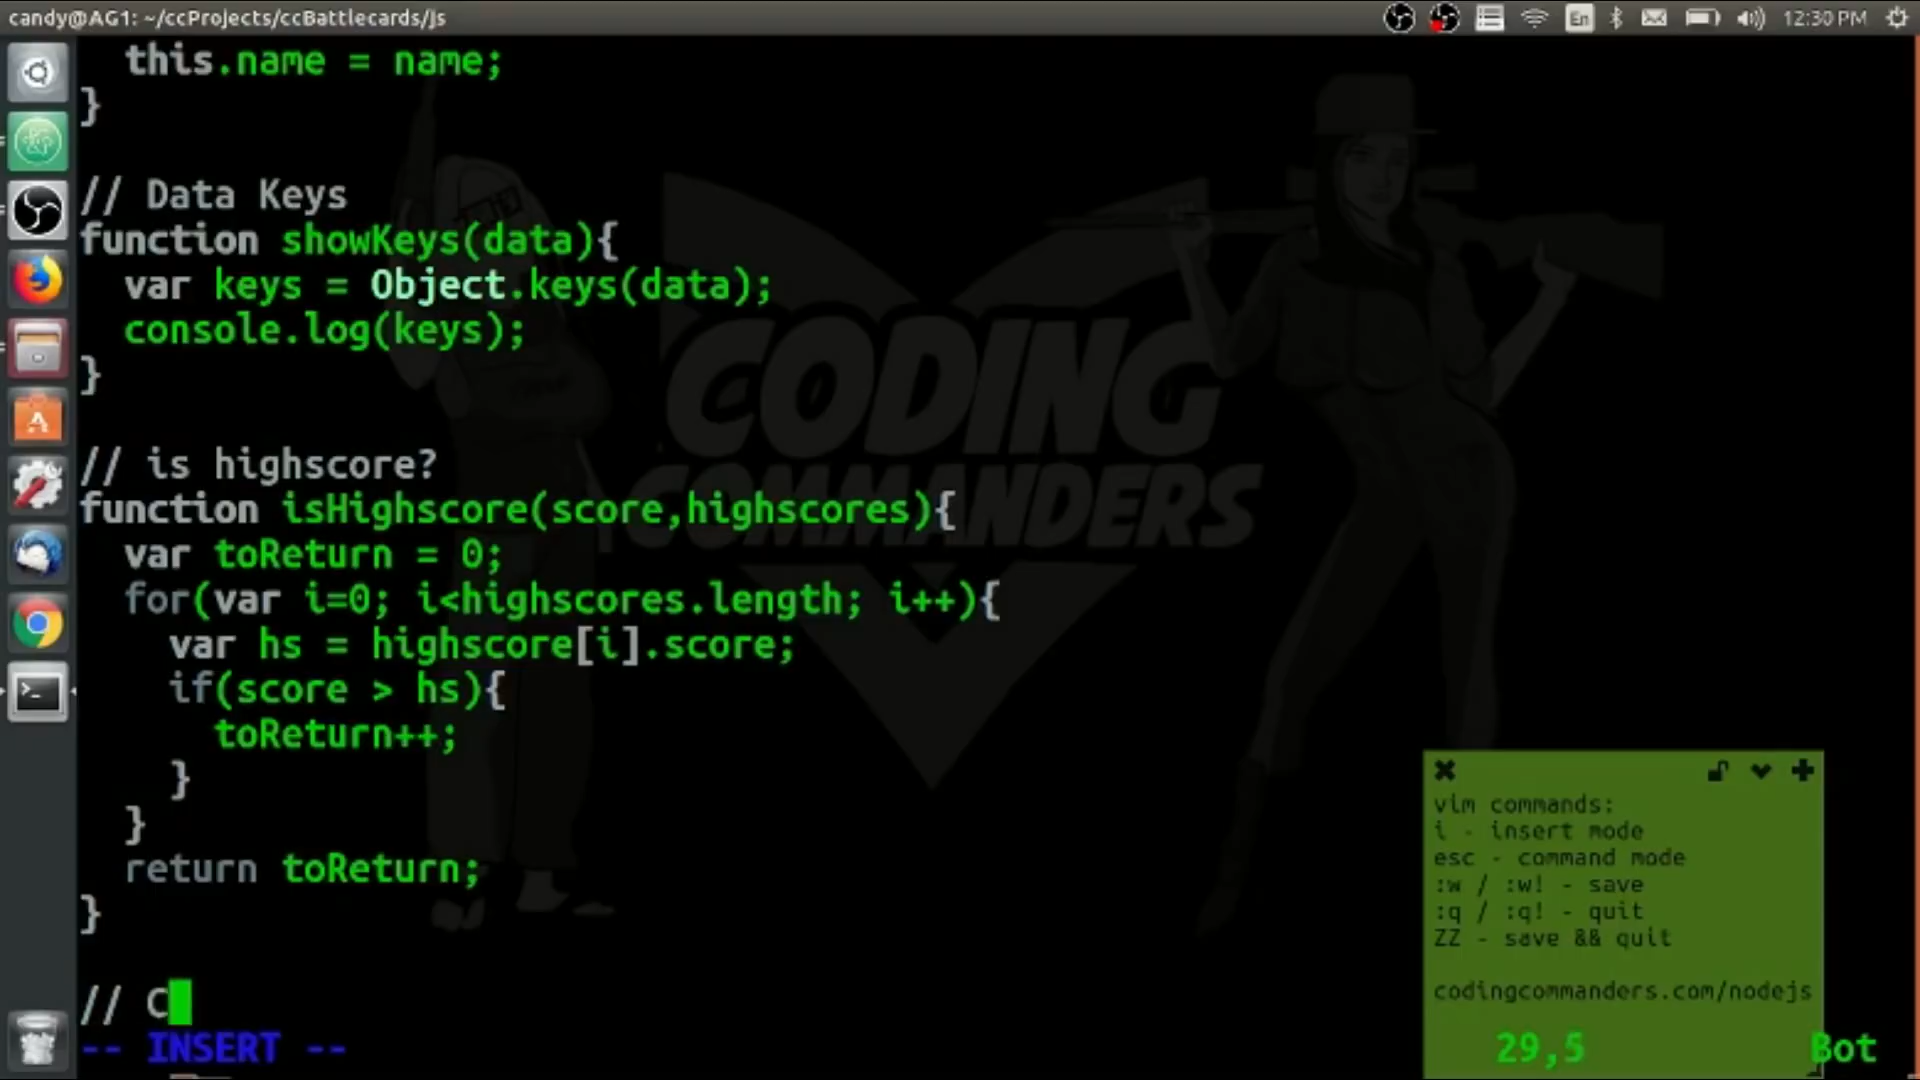 candy@AG1: ~/ccProjects/ccBattlecards/js
En
12:30 PM
this.name = name;
}
// Data Keys
function showKeys(data){
var keys = Object.keys(data);
console.log(keys);
}
// is highscore?
function isHighscore(score,highscores){
var toReturn = 0;
for(var i=0; i<highscores.length; i++){
var hs = highscore[i].score;
if(score > hs){
toReturn++;
}
}
return toReturn;
}
// C
-- INSERT --
29,5
Bot
CODING
COMMANDERS
vim commands:
i - insert mode
esc - command mode
:w / :w! - save
:q / :q! - quit
ZZ - save && quit
codingcommanders.com/nodejs